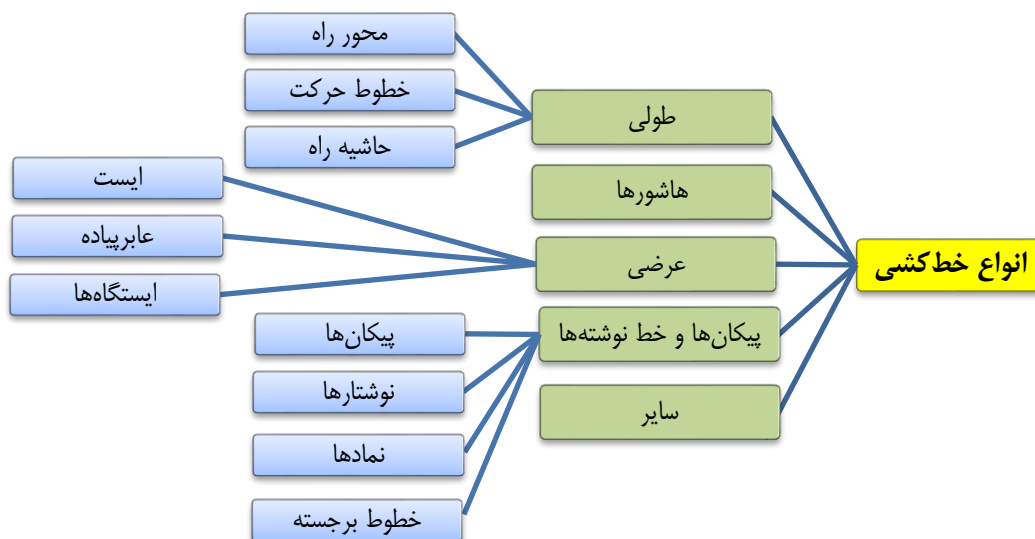 انواع خط‌کشی
طولی
محور راه
خطوط حرکت
حاشیه راه
هاشورها
عرضی
ایست
عابرپیاده
ایستگاه‌ها
پیکان‌ها و خط نوشته‌ها
پیکان‌ها
نوشتارها
نمادها
خطوط برجسته
سایر